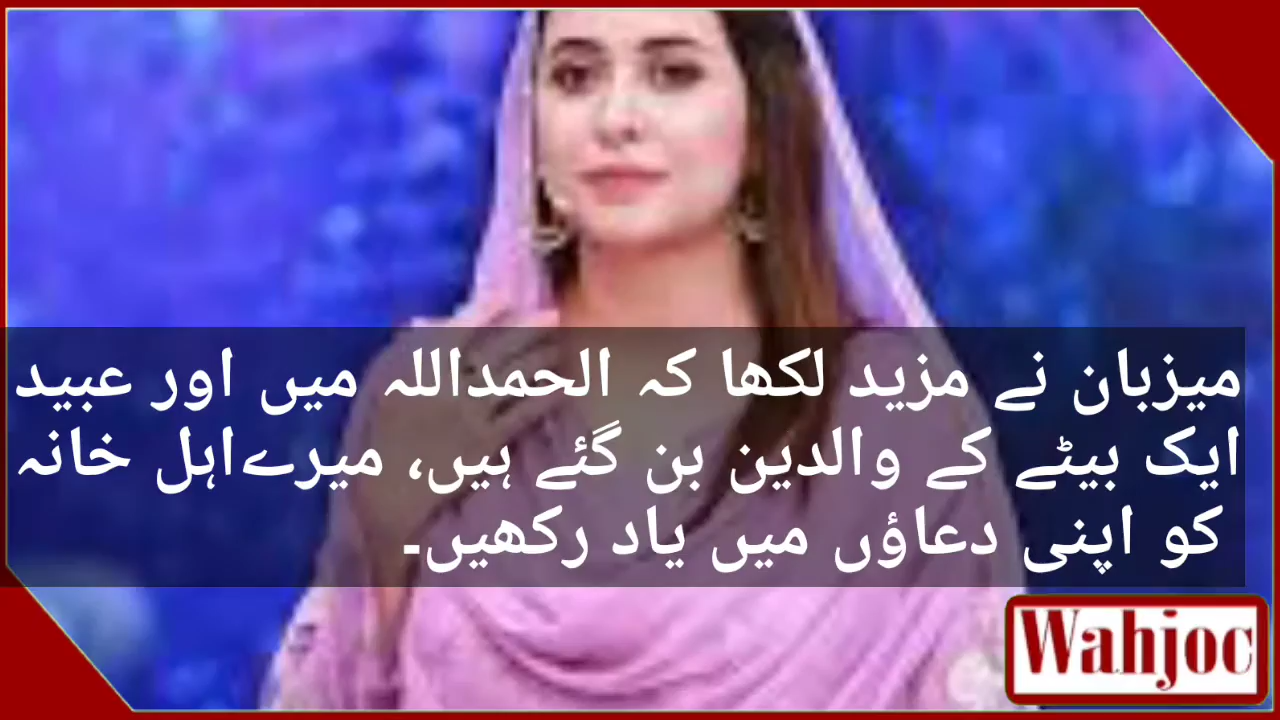 میزبان نے مزید لکھا کہ الحمداللہ میں اور عبید
ایک بیٹے کے والدین بن گئے ہیں، میرےاہل خانہ
کو اپنی دعاؤں میں یاد رکھیں۔
Wahjoc